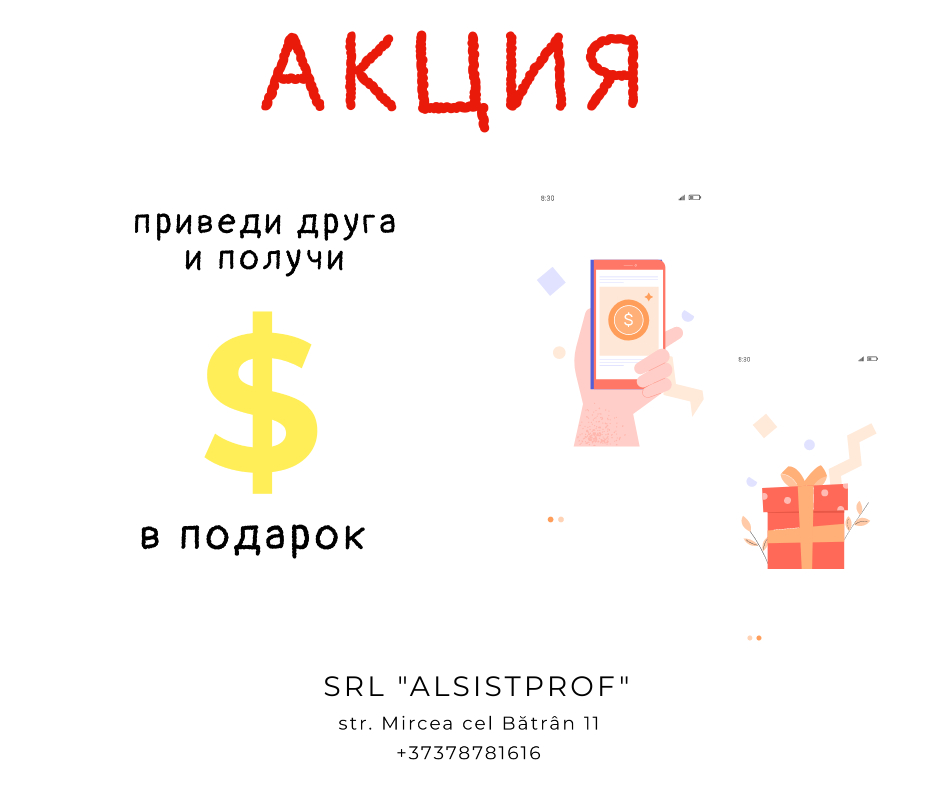 АКЦИЯ
приведи друга
и получи
$
в подарок
8:30
$
8:30
SRL "ALSISTPROF"
str. Mircea cel Bătrân 11
+37378781616